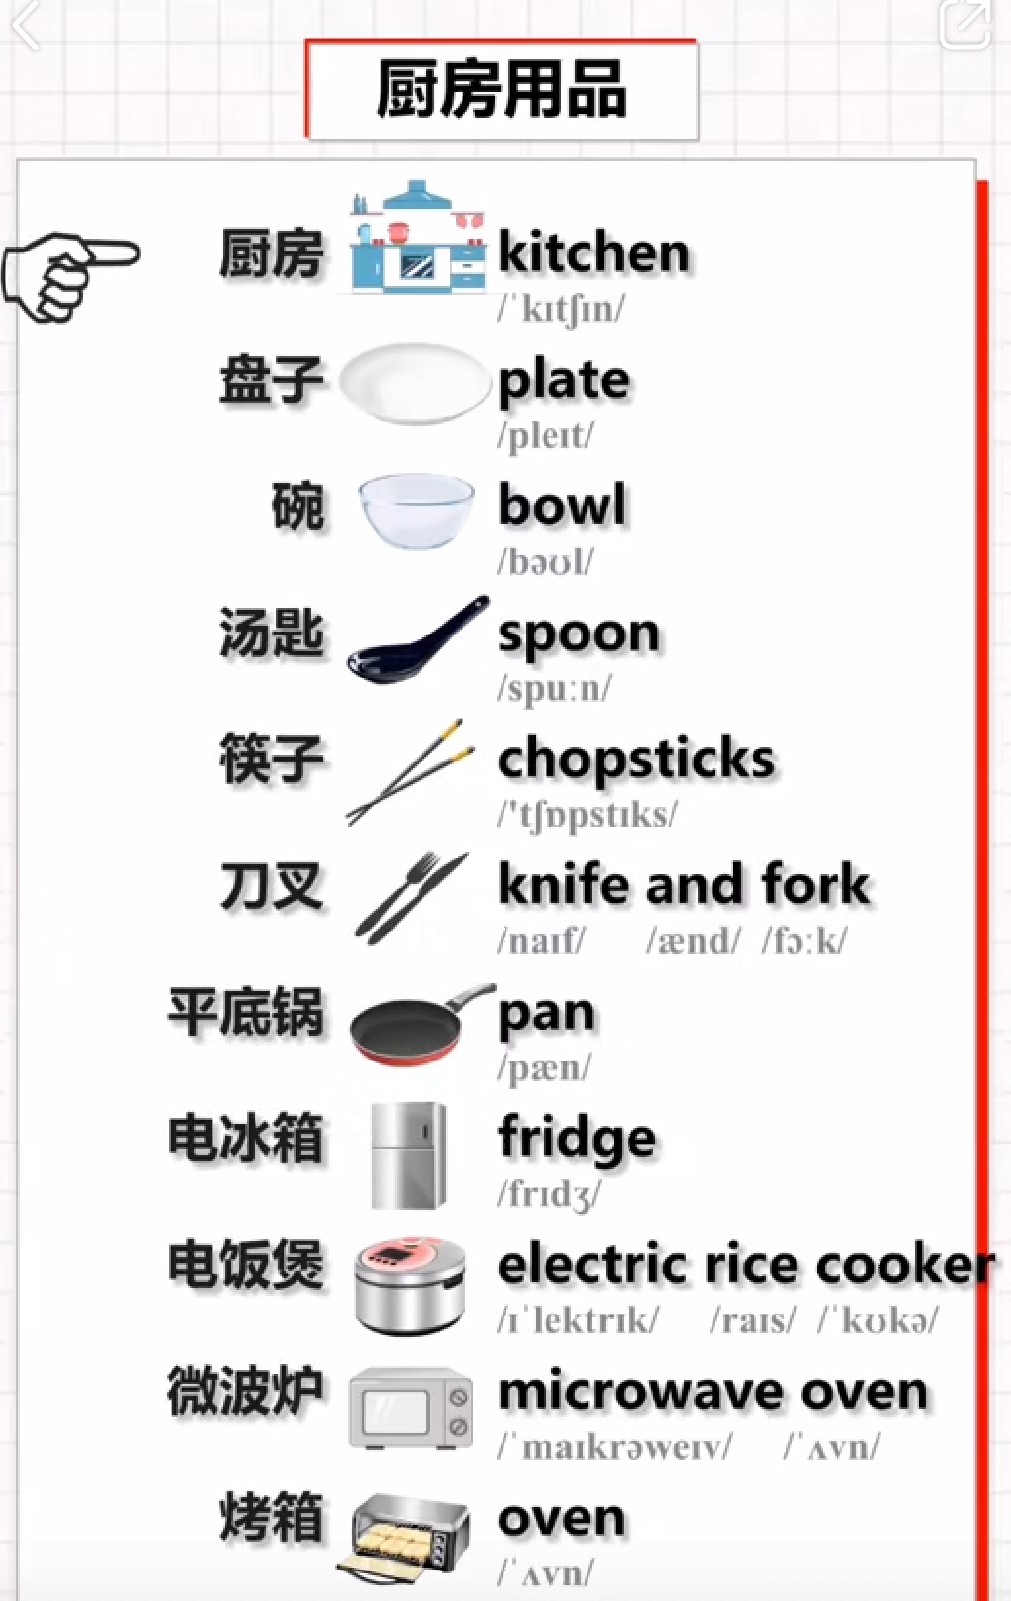 厨房用品
厨房 kitchen
/ˈkɪtʃɪn/
盘子 plate
/pleɪt/
碗 bowl
/bəʊl/
汤匙 spoon
/spuːn/
筷子 chopsticks
/'tʃɒpstɪks/
刀叉 knife and fork
/naɪf/ /ænd/ /fɔːk/
平底锅 pan
/pæn/
电冰箱 fridge
/frɪdʒ/
电饭煲 electric rice cooker
/ɪˈlektrɪk/ /raɪs/ /ˈkʊkə/
微波炉 microwave oven
/ˈmaɪkrəweɪv/ /ˈʌvn/
烤箱 oven
/ˈʌvn/